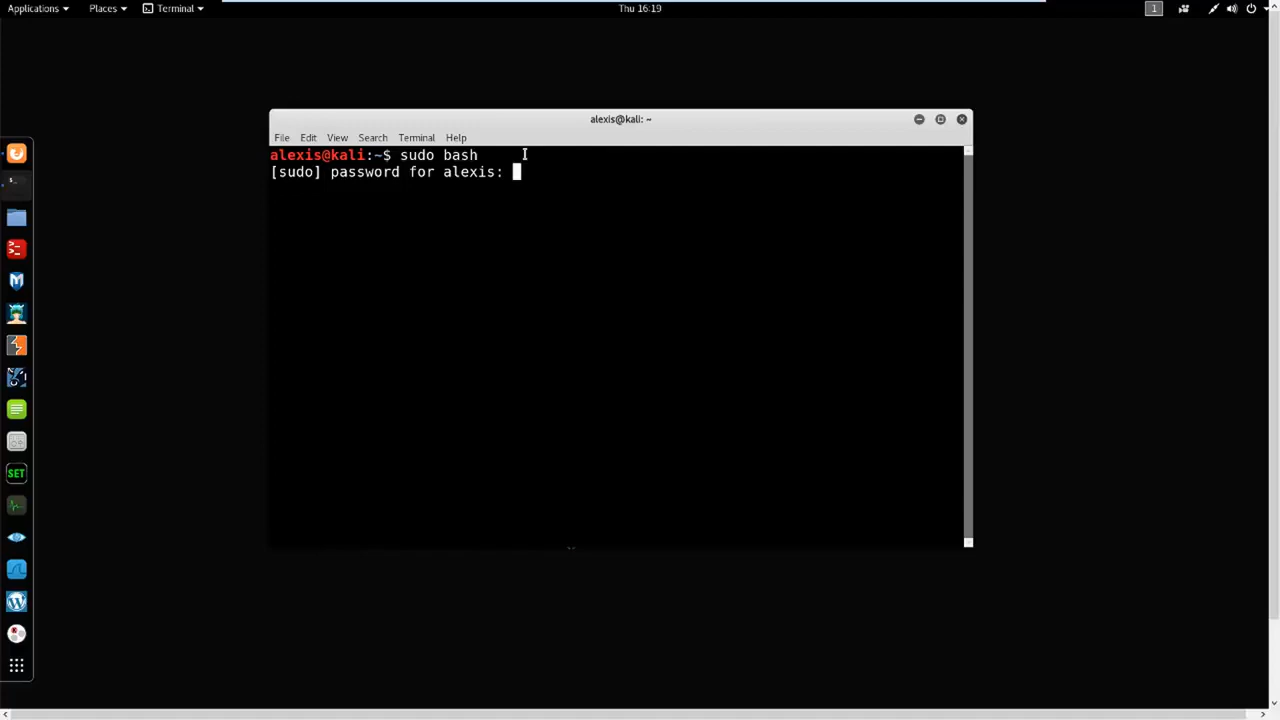 Applications Places Terminal Thu 16:19 1
alexis@kali: ~
File Edit View Search Terminal Help
alexis@kali:~$ sudo bash
[sudo] password for alexis:
SET